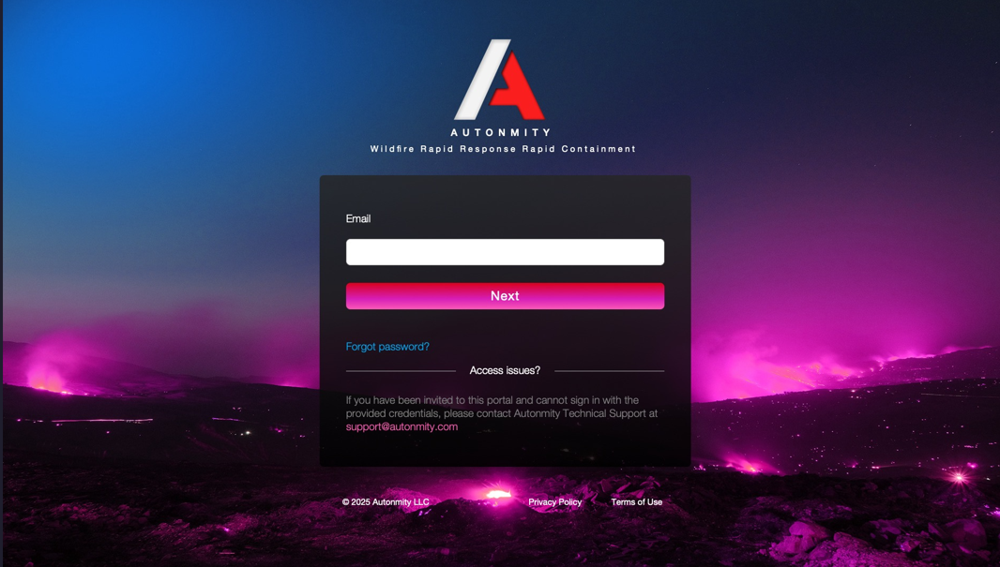 AUTONMITY
Wildfire Rapid Response Rapid Containment
Email
Next
Forgot password?
Access issues?
If you have been invited to this portal and cannot sign in with the
provided credentials, please contact Autonmity Technical Support at
support@autonmity.com
© 2025 Autonmity LLC Privacy Policy Terms of Use